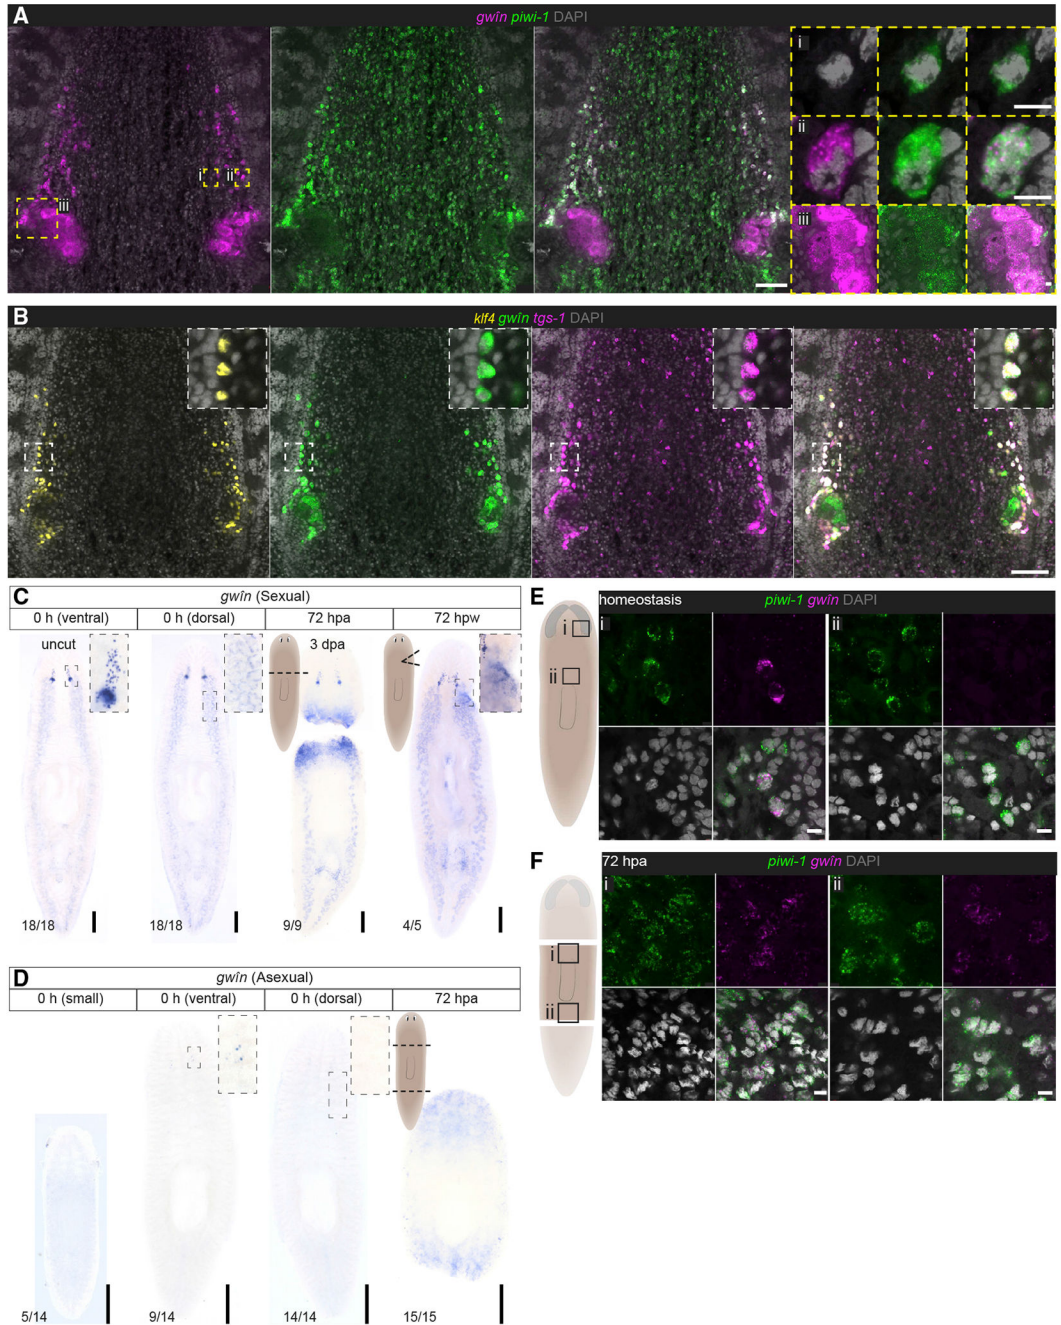 A
gwîn piwi-1 DAPI
i
ii
iii
i
ii
iii
B
klf4 gwîn tgs-1 DAPI
C
gwîn (Sexual)
0 h (ventral) 0 h (dorsal) 72 hpa 72 hpw
uncut 3 dpa
18/18 18/18 9/9 4/5
D
gwîn (Asexual)
0 h (small) 0 h (ventral) 0 h (dorsal) 72 hpa
5/14 9/14 14/14 15/15
E
homeostasis piwi-1 gwîn DAPI
i
ii
i ii
F
72 hpa piwi-1 gwîn DAPI
i
ii
i ii